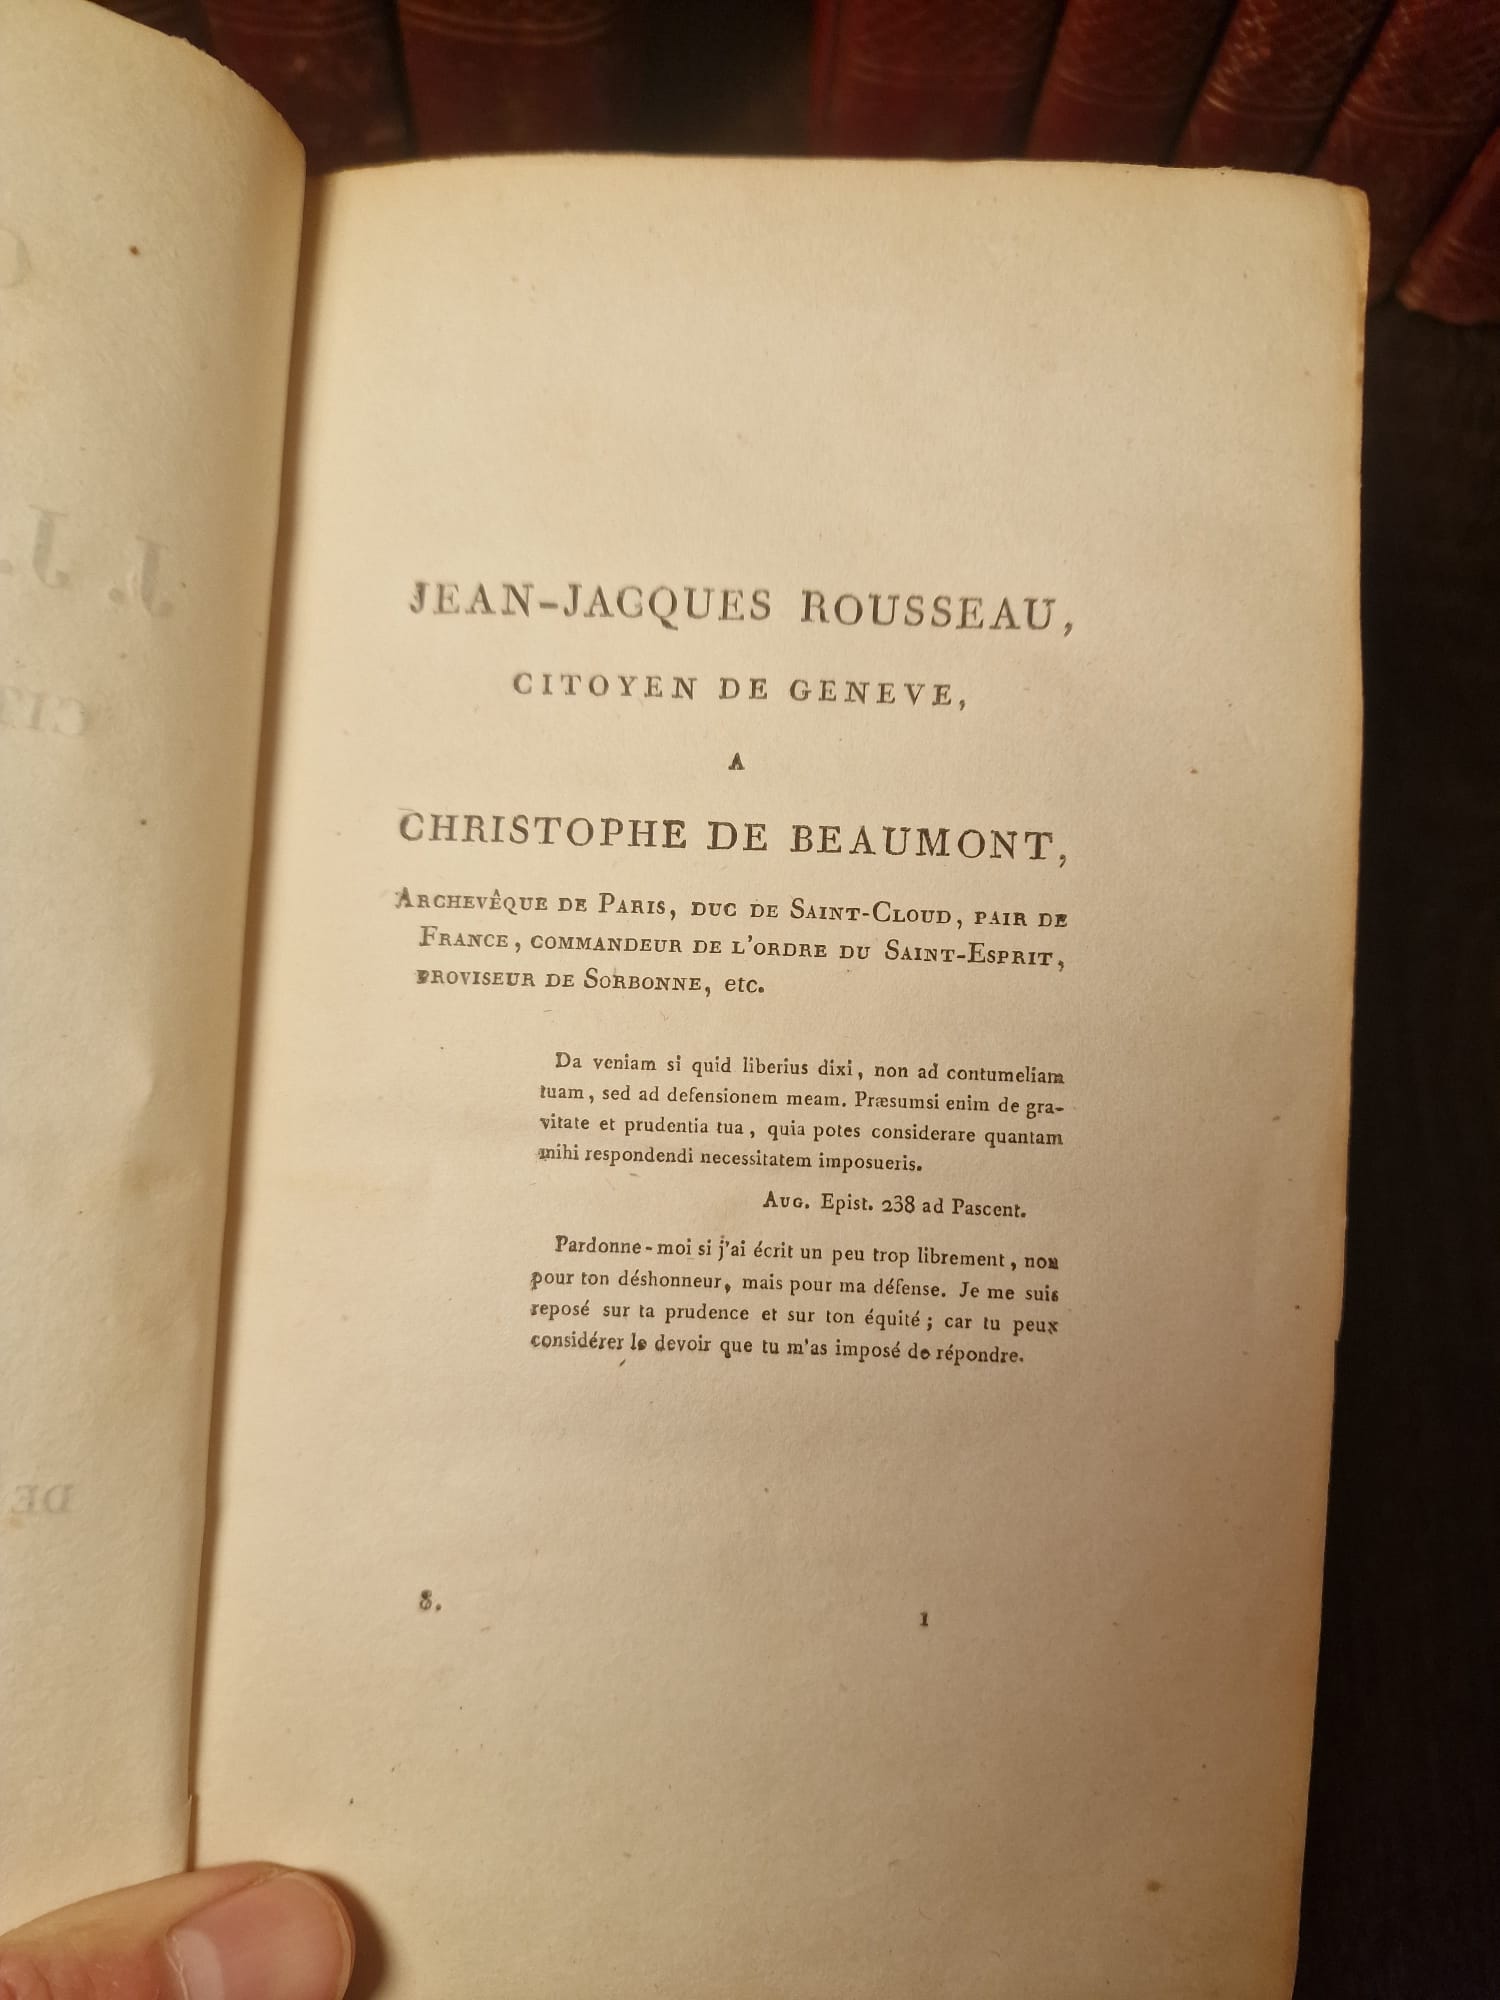 JEAN-JACQUES ROUSSEAU,
CITOYEN DE GENEVE,
A
CHRISTOPHE DE BEAUMONT,
Archevêque de Paris, duc de Saint-Cloud, pair de
France, commandeur de l'ordre du Saint-Esprit,
proviseur de Sorbonne, etc.
Da veniam si quid liberius dixi, non ad contumeliam
tuam, sed ad defensionem meam. Præsumsi enim de gra-
vitate et prudentia tua, quia potes considerare quantam
mihi respondendi necessitatem imposueris.
Aug. Epist. 238 ad Pascent.
Pardonne-moi si j'ai écrit un peu trop librement, non
pour ton déshonneur, mais pour ma défense. Je me suis
reposé sur ta prudence et sur ton équité; car tu peux
considérer le devoir que tu m'as imposé de répondre.
8. 1